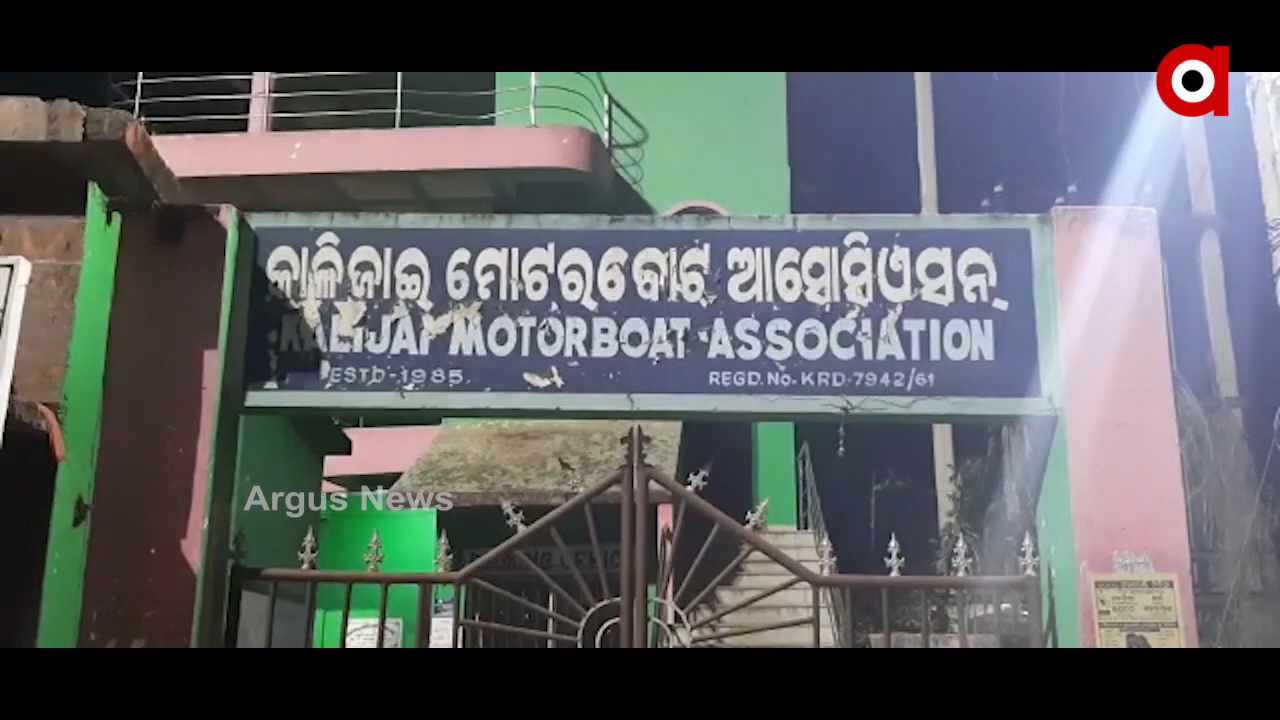 କାଳିଜାଇ ମୋଟରବୋଟ୍ ଆସୋସିଏସନ୍
KALIJAI MOTORBOAT ASSOCIATION
ESTD-1985
REGD. No. KRD-7942/61
Argus News